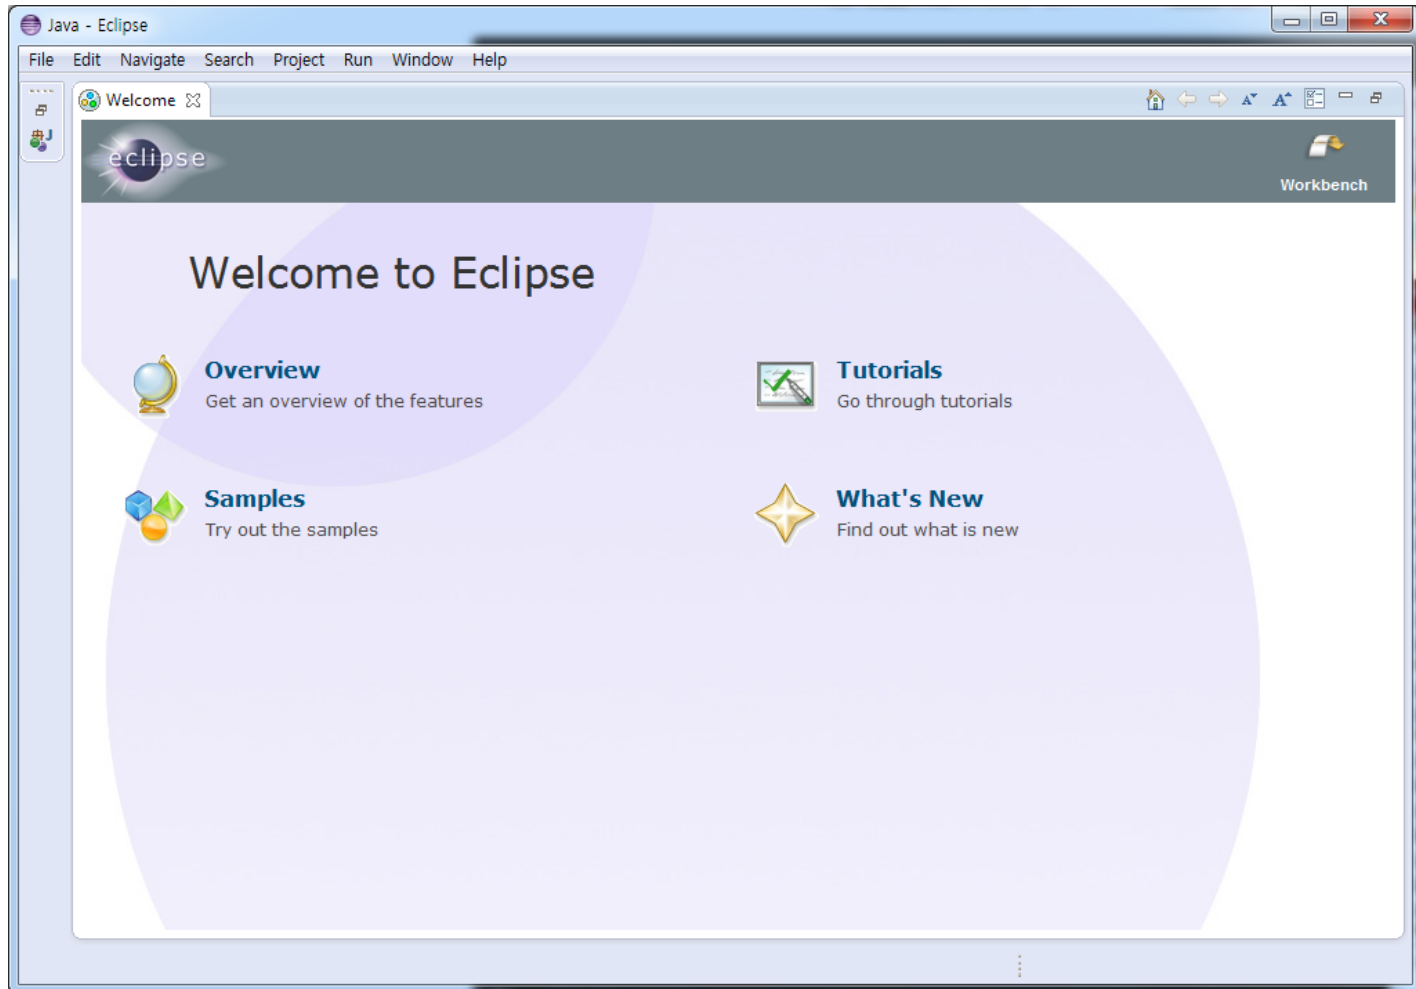 Java - Eclipse
File Edit Navigate Search Project Run Window Help
Welcome
eclipse
Workbench
Welcome to Eclipse
Overview
Get an overview of the features
Tutorials
Go through tutorials
Samples
Try out the samples
What's New
Find out what is new